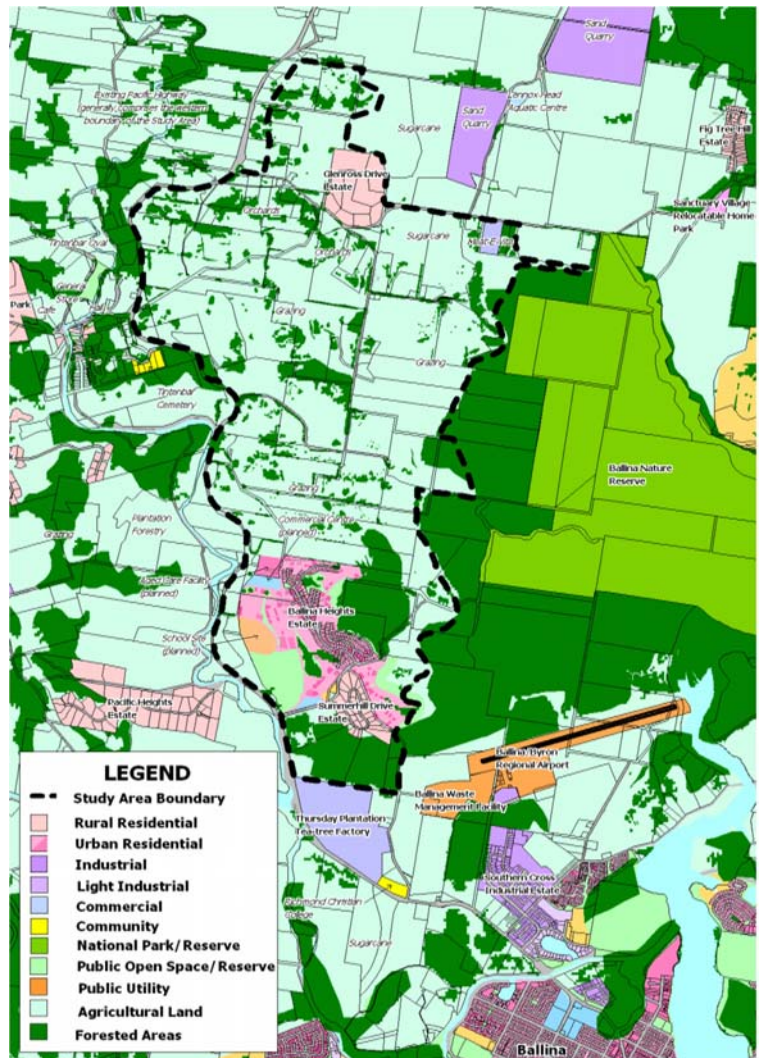 Sand
Quarry
Existing Pacific Highway
(generally comprises the western
boundary of the Study Area)
Lennox Head
Aquatic Centre
Sand
Quarry
Sugarcane
Fig Tree Hill
Estate
Glenross Drive
Estate
Sanctuary Village
Relocatable Home
Park
Orchards
Sugarcane
Tintenbar Oval
Orchards
General
Store
Hall
Cafe
Park
Grazing
Grazing
Tintenbar
Cemetery
Ballina Nature
Reserve
Grazing
Commercial Centre
(planned)
Plantation
Forestry
Grazing
Aged Care Facility
(planned)
Ballina Heights
Estate
School Site
(planned)
Pacific Heights
Estate
Summerhill Drive
Estate
Ballina/Byron
Regional Airport
Ballina Waste
Management Facility
Thursday Plantation
Tea-tree Factory
Southern Cross
Industrial Estate
Richmond Christian
College
Sugarcane
Ballina
LEGEND
Study Area Boundary
Rural Residential
Urban Residential
Industrial
Light Industrial
Commercial
Community
National Park/Reserve
Public Open Space/Reserve
Public Utility
Agricultural Land
Forested Areas